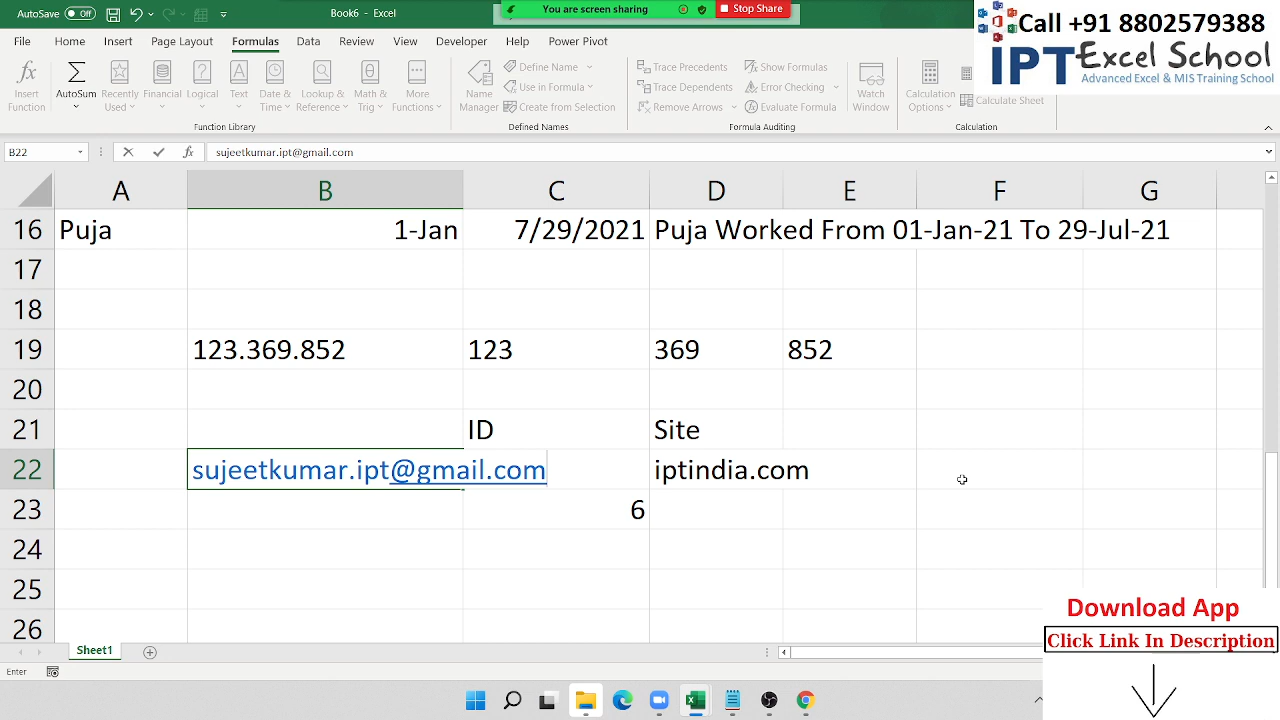 AutoSave Off
Book6 - Excel
You are screen sharing
Stop Share
Call +91 8802579388
IPT Excel School
Advanced Excel & MIS Training School
File Home Insert Page Layout Formulas Data Review View Developer Help Power Pivot
Insert Function
AutoSum
Recently Used
Financial
Logical
Text
Date & Time
Lookup & Reference
Math & Trig
More Functions
Function Library
Name Manager
Define Name
Use in Formula
Create from Selection
Defined Names
Trace Precedents
Trace Dependents
Remove Arrows
Show Formulas
Error Checking
Evaluate Formula
Formula Auditing
Watch Window
Calculation Options
Calculate Sheet
Calculation
B22 fx sujeetkumar.ipt@gmail.com
A B C D E F G
16 Puja 1-Jan 7/29/2021 Puja Worked From 01-Jan-21 To 29-Jul-21
17
18
19 123.369.852 123 369 852
20
21 ID Site
22 sujeetkumar.ipt@gmail.com iptindia.com
23 6
24
25
26
Download App
Click Link In Description
Sheet1
Enter